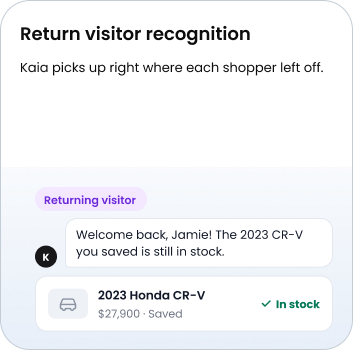 Return visitor recognition
Kaia picks up right where each shopper left off.
Returning visitor
Welcome back, Jamie! The 2023 CR-V
you saved is still in stock.
K
2023 Honda CR-V
$27,900 · Saved
In stock